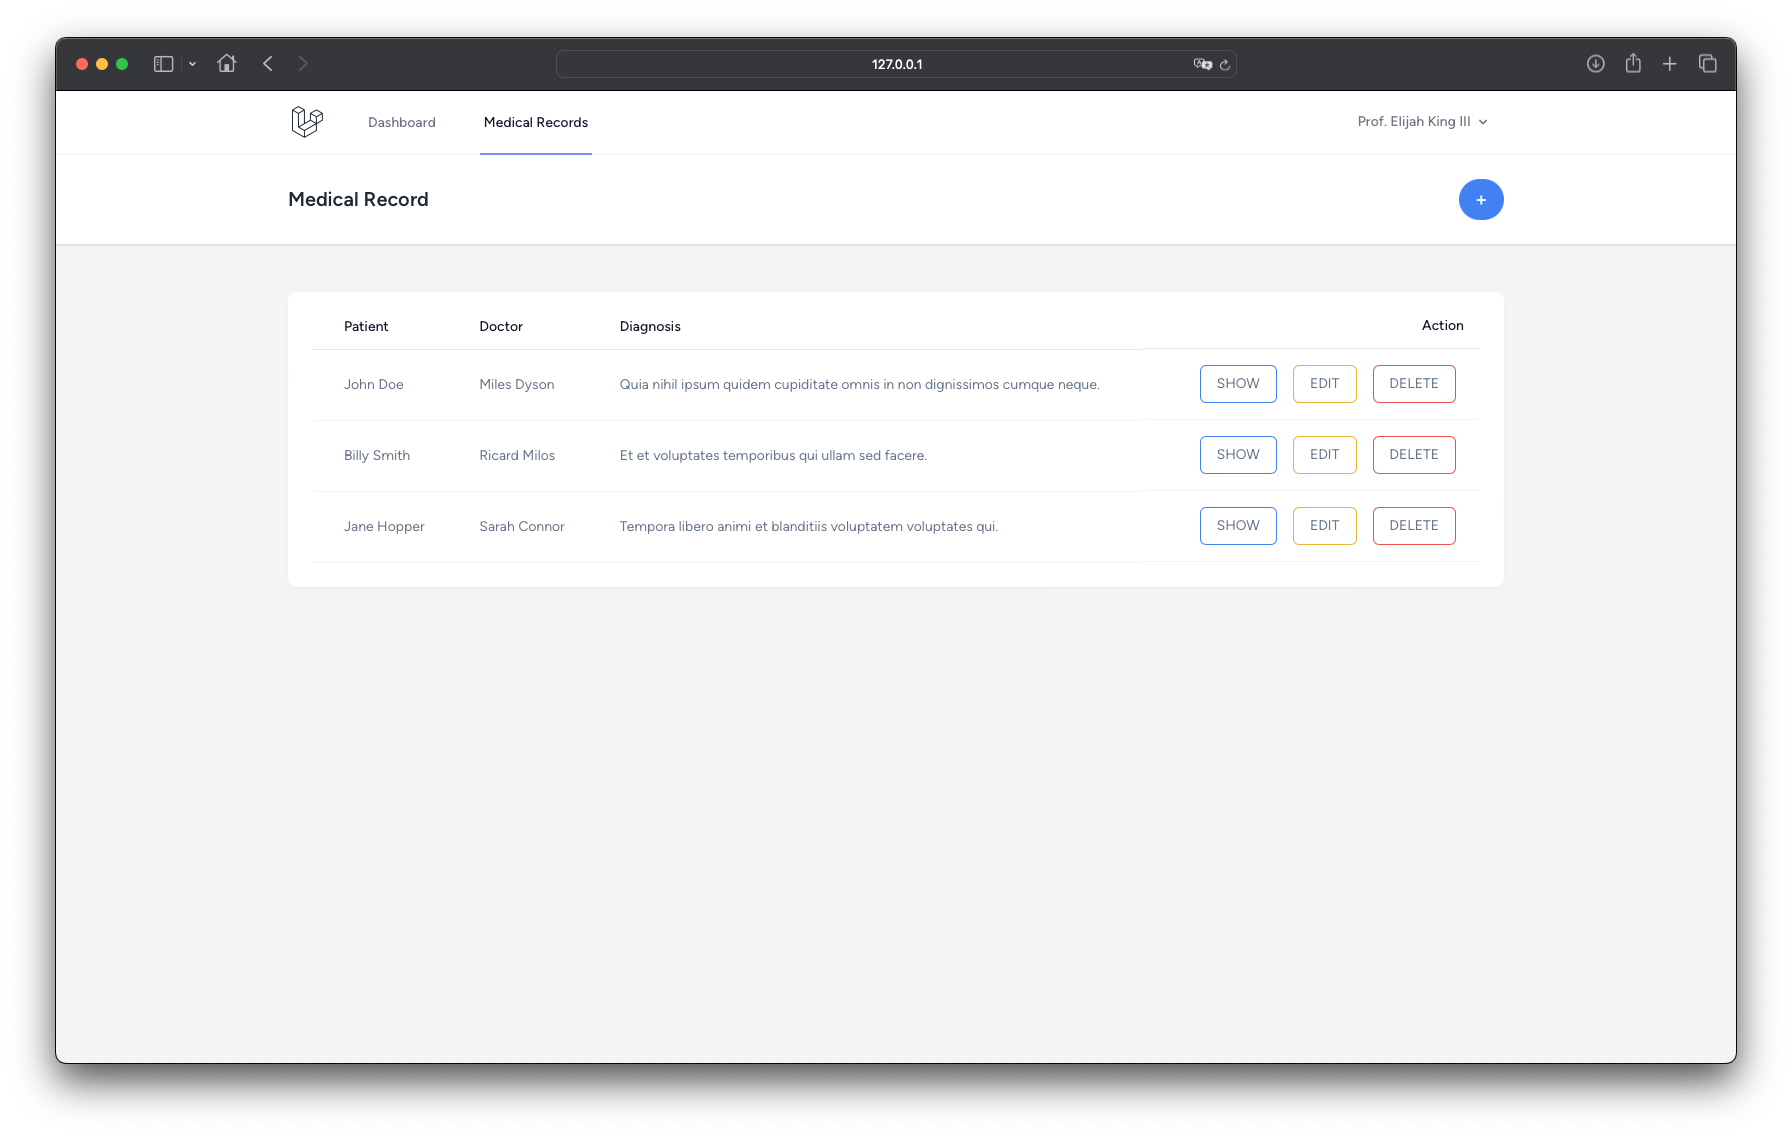 127.0.0.1
Dashboard Medical Records Prof. Elijah King III
Medical Record +
Patient Doctor Diagnosis Action
John Doe Miles Dyson Quia nihil ipsum quidem cupiditate omnis in non dignissimos cumque neque. SHOW EDIT DELETE
Billy Smith Ricard Milos Et et voluptates temporibus qui ullam sed facere. SHOW EDIT DELETE
Jane Hopper Sarah Connor Tempora libero animi et blanditiis voluptatem voluptates qui. SHOW EDIT DELETE